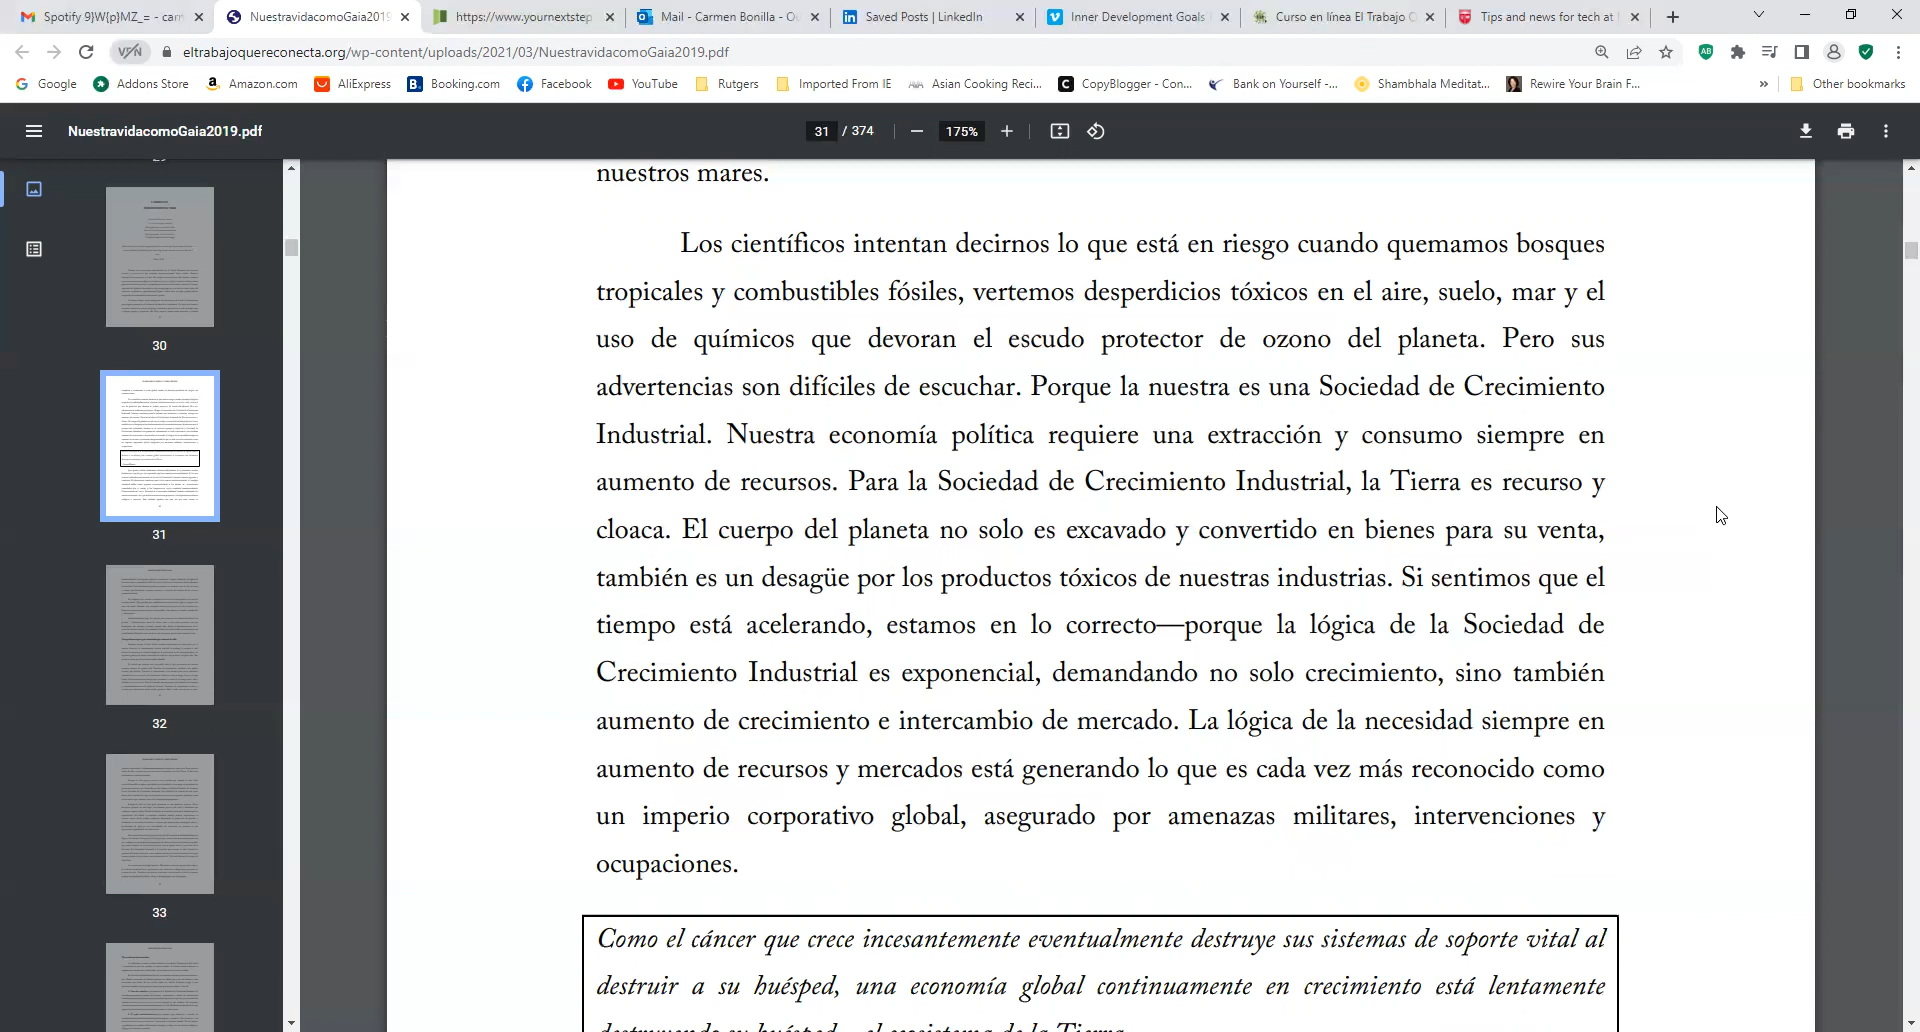 Spotify 9}W{p}MZ_= - carr
NuestravidacomoGaia2019
https://www.yournextstep
Mail - Carmen Bonilla - O
Saved Posts | LinkedIn
Inner Development Goals
Curso en línea El Trabajo
Tips and news for tech at
VPN
eltrabajoquereconecta.org/wp-content/uploads/2021/03/NuestravidacomoGaia2019.pdf
Google
Addons Store
Amazon.com
AliExpress
Booking.com
Facebook
YouTube
Rutgers
Imported From IE
Asian Cooking Reci...
CopyBlogger - Con...
Bank on Yourself -...
Shambhala Meditat...
Rewire Your Brain F...
Other bookmarks
NuestravidacomoGaia2019.pdf
31 / 374
175%
30
31
32
33
nuestros mares.
Los científicos intentan decirnos lo que está en riesgo cuando quemamos bosques
tropicales y combustibles fósiles, vertemos desperdicios tóxicos en el aire, suelo, mar y el
uso de químicos que devoran el escudo protector de ozono del planeta. Pero sus
advertencias son difíciles de escuchar. Porque la nuestra es una Sociedad de Crecimiento
Industrial. Nuestra economía política requiere una extracción y consumo siempre en
aumento de recursos. Para la Sociedad de Crecimiento Industrial, la Tierra es recurso y
cloaca. El cuerpo del planeta no solo es excavado y convertido en bienes para su venta,
también es un desagüe por los productos tóxicos de nuestras industrias. Si sentimos que el
tiempo está acelerando, estamos en lo correcto—porque la lógica de la Sociedad de
Crecimiento Industrial es exponencial, demandando no solo crecimiento, sino también
aumento de crecimiento e intercambio de mercado. La lógica de la necesidad siempre en
aumento de recursos y mercados está generando lo que es cada vez más reconocido como
un imperio corporativo global, asegurado por amenazas militares, intervenciones y
ocupaciones.
Como el cáncer que crece incesantemente eventualmente destruye sus sistemas de soporte vital al
destruir a su huésped, una economía global continuamente en crecimiento está lentamente
destruyendo su huésped – el ecosistema de la Tierra.